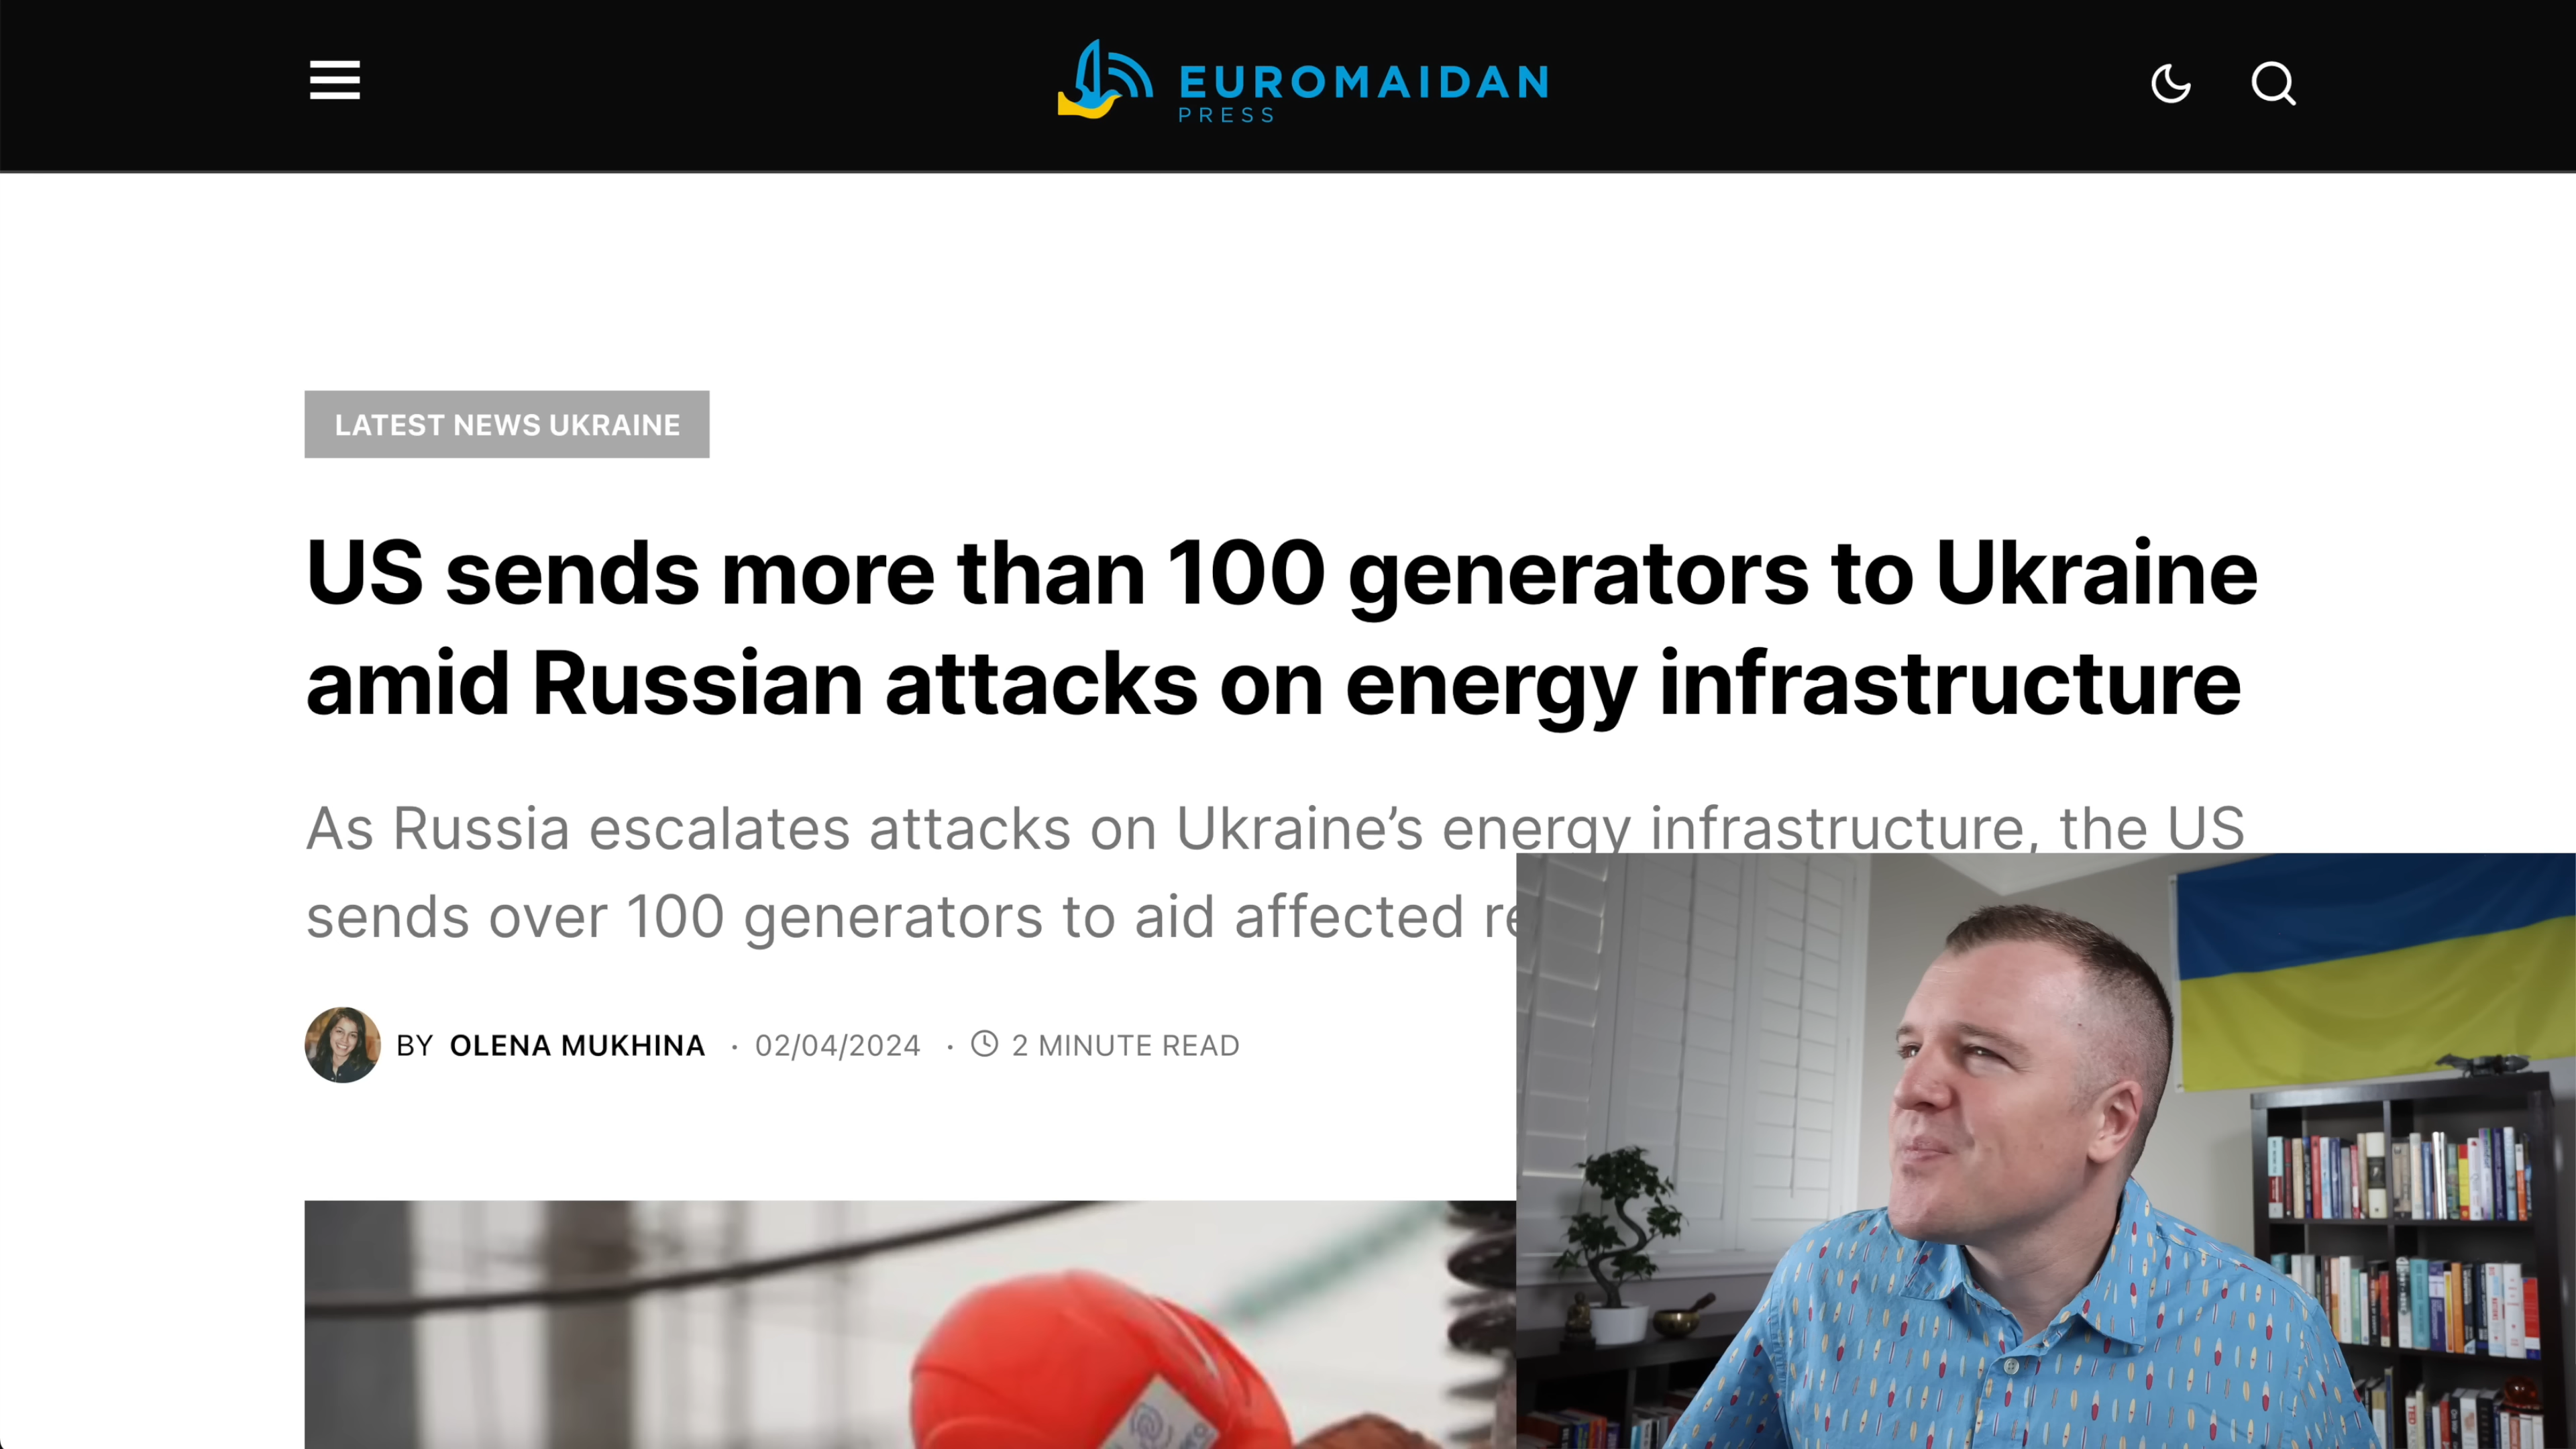 EUROMAIDAN
PRESS
LATEST NEWS UKRAINE
US sends more than 100 generators to Ukraine
amid Russian attacks on energy infrastructure
As Russia escalates attacks on Ukraine’s energy infrastructure, the US
sends over 100 generators to aid affected
BY OLENA MUKHINA · 02/04/2024 · 2 MINUTE READ